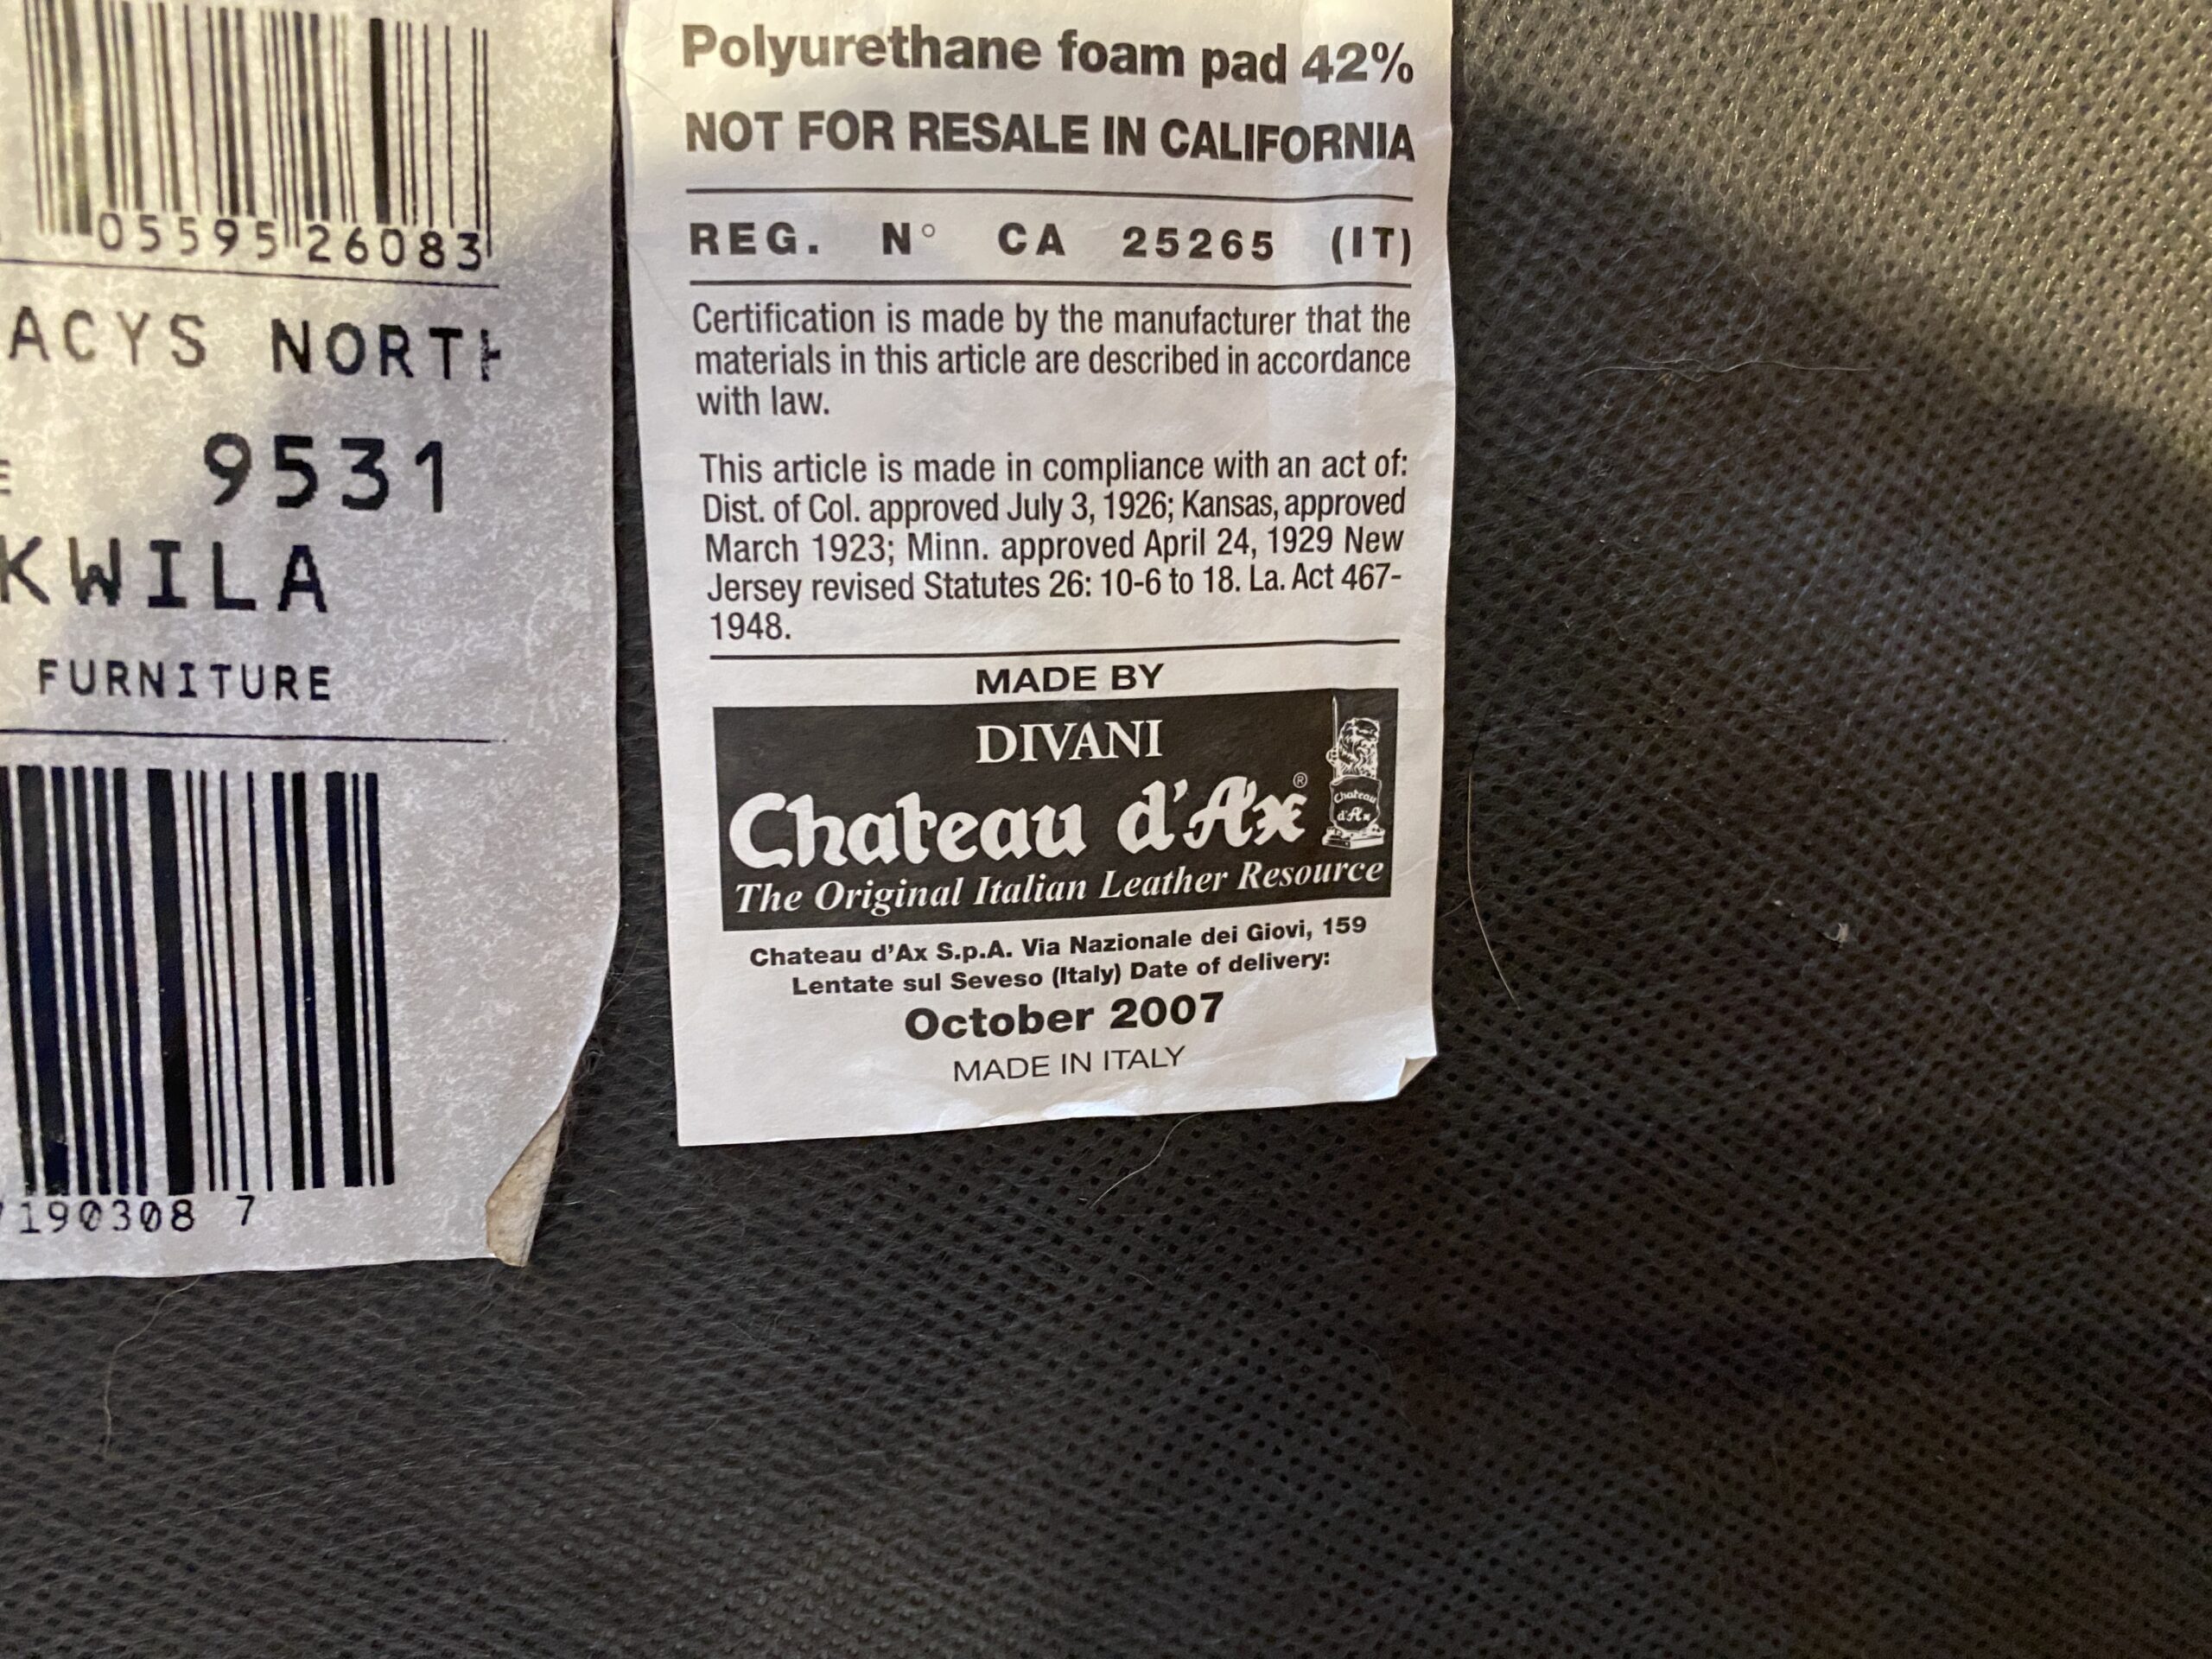 05595 26083
ACYS NORTH
9531
KWILA
FURNITURE
190308 7
Polyurethane foam pad 42%
NOT FOR RESALE IN CALIFORNIA
REG. N° CA 25265 (IT)
Certification is made by the manufacturer that the
materials in this article are described in accordance
with law.
This article is made in compliance with an act of:
Dist. of Col. approved July 3, 1926; Kansas, approved
March 1923; Minn. approved April 24, 1929 New
Jersey revised Statutes 26: 10-6 to 18. La. Act 467-
1948.
MADE BY
DIVANI
Chateau d'Ax®
Chateau
d'Ax
The Original Italian Leather Resource
Chateau d'Ax S.p.A. Via Nazionale dei Giovi, 159
Lentate sul Seveso (Italy) Date of delivery:
October 2007
MADE IN ITALY